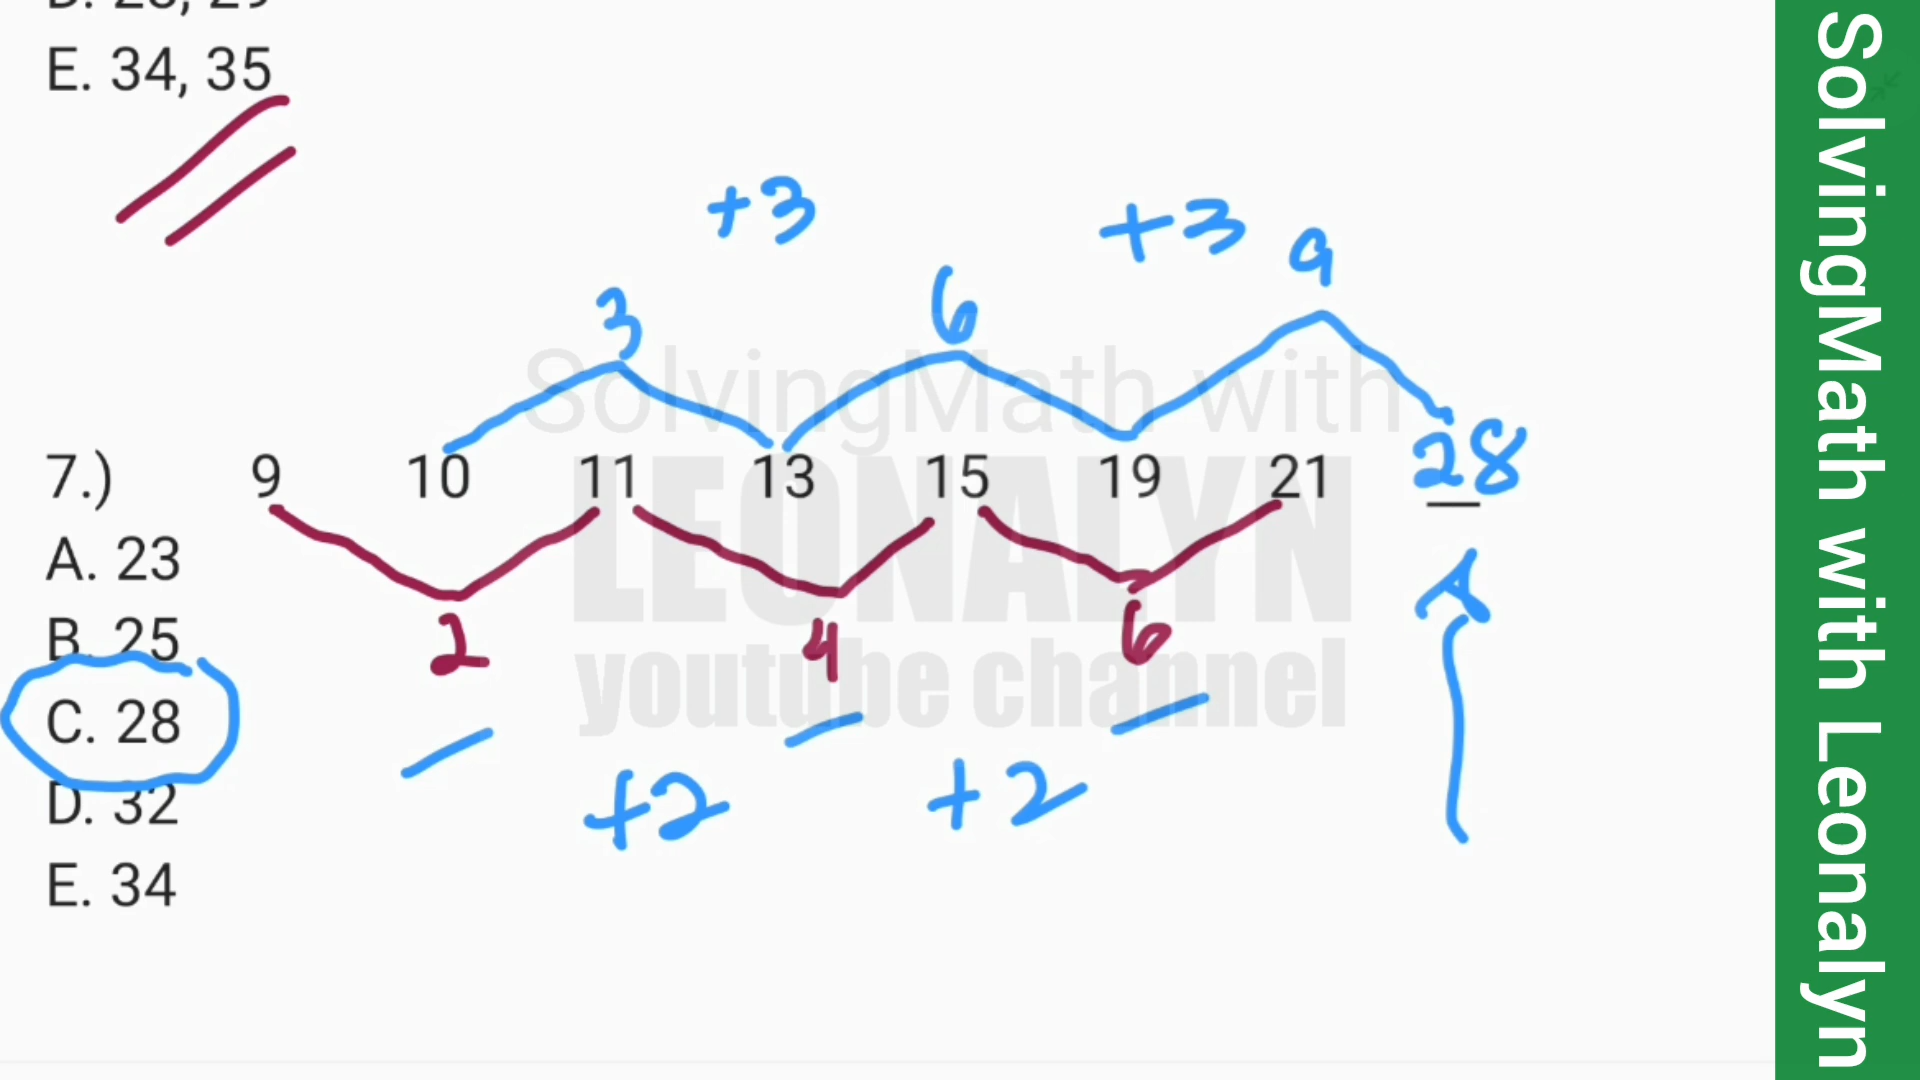 E. 34, 35
+3 +3
3 6 9
SolvingMath with
LEONALYN
youtube channel
7.) 9 10 11 13 15 19 21 28
A. 23
B. 25
C. 28
D. 32
E. 34
2 4 6
+2 +2
SolvingMath with Leonalyn